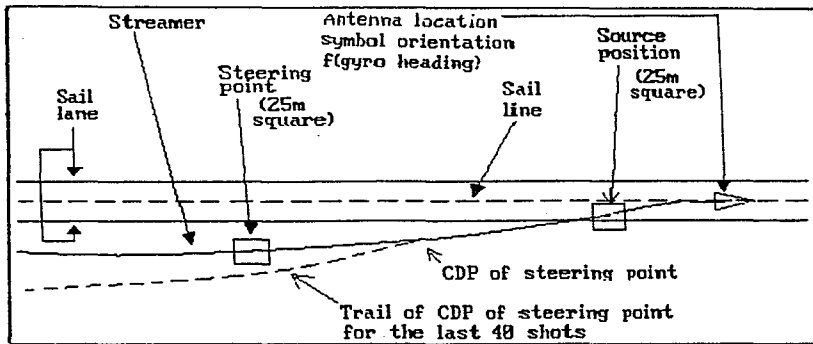 Streamer
Antenna location
symbol orientation
f(gyro heading)
Source
position
(25m
square)
Steering
point
(25m
square)
Sail
lane
Sail
line
CDP of steering point
Trail of CDP of steering point
for the last 40 shots